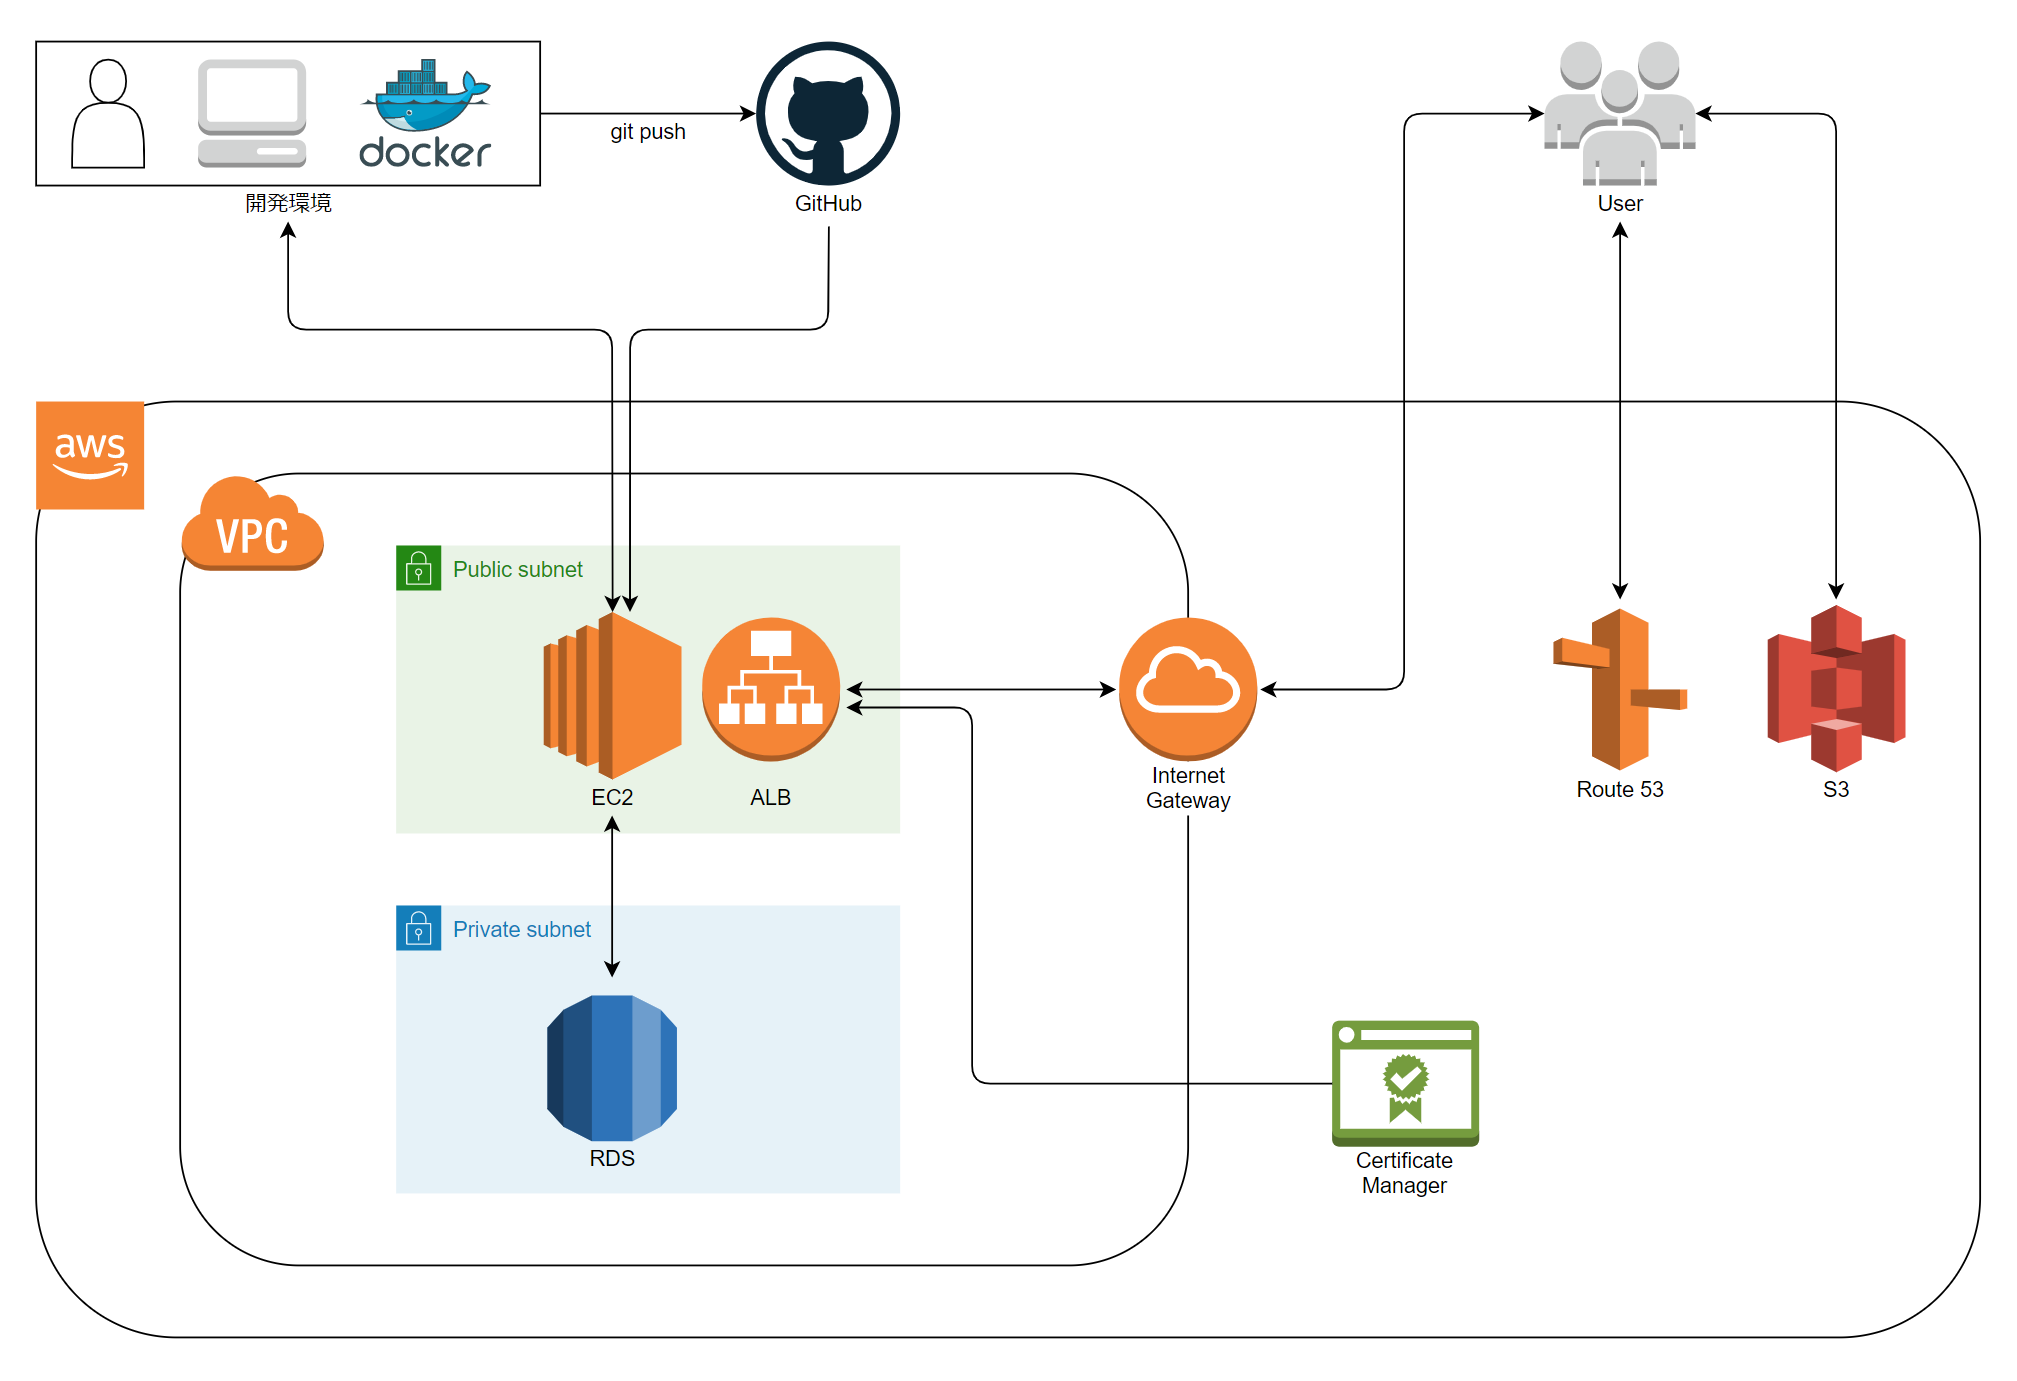 docker
開発環境
git push
GitHub
User
aws
VPC
Public subnet
EC2
ALB
Internet
Gateway
Route 53
S3
Private subnet
RDS
Certificate
Manager